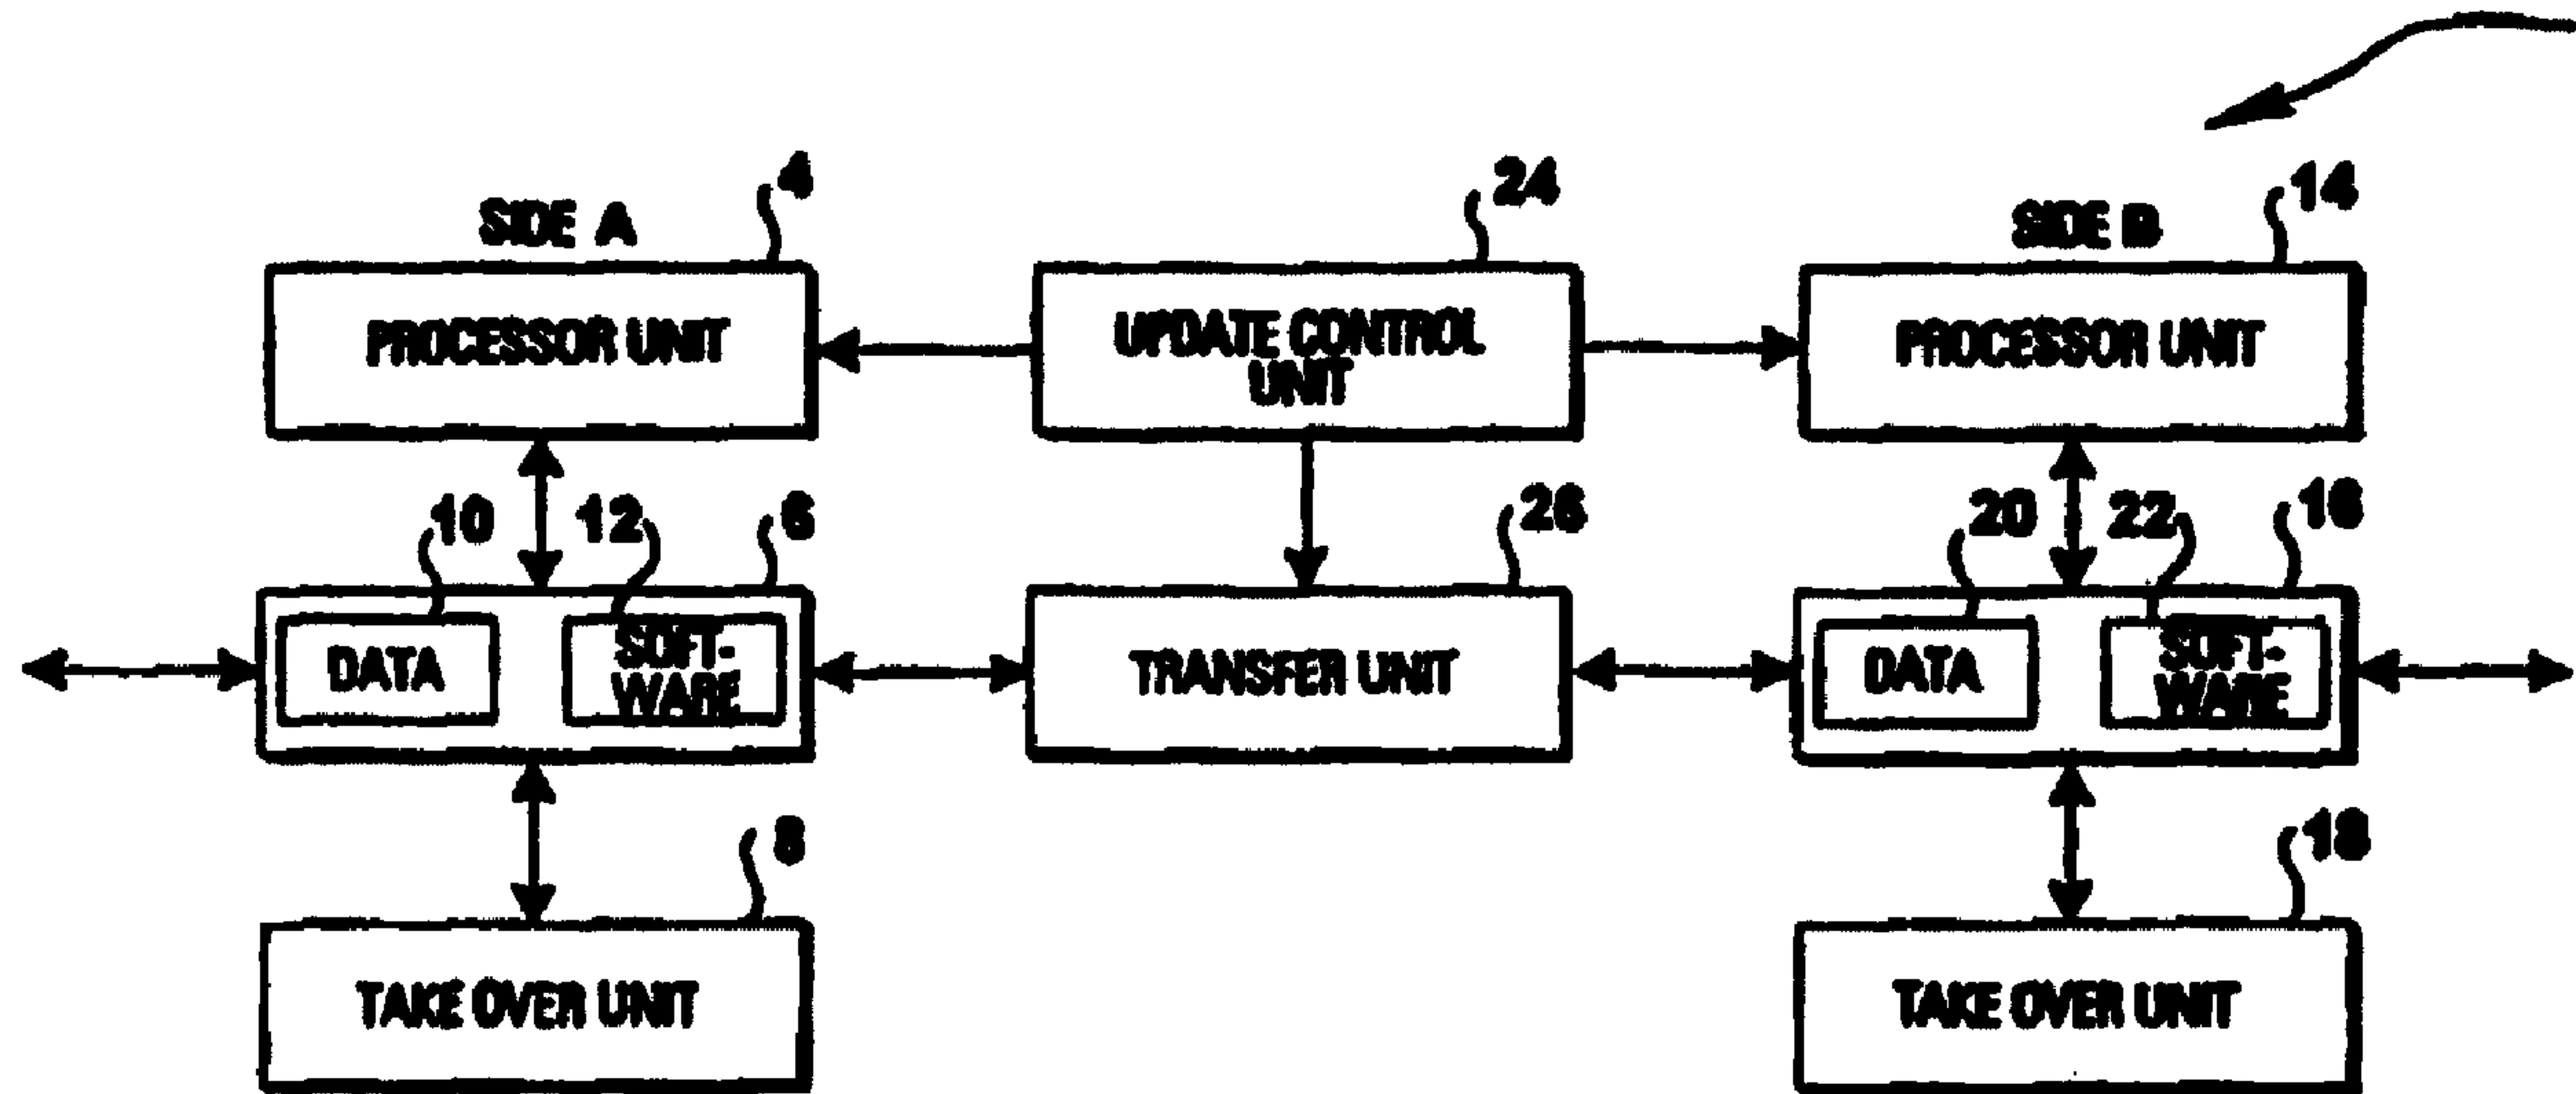 4
24
14
SIDE A
SIDE B
PROCESSOR UNIT
UPDATE CONTROL
UNIT
PROCESSOR UNIT
10
12
6
26
20
22
16
DATA
SOFT-
WARE
TRANSFER UNIT
DATA
SOFT-
WARE
8
18
TAKE OVER UNIT
TAKE OVER UNIT